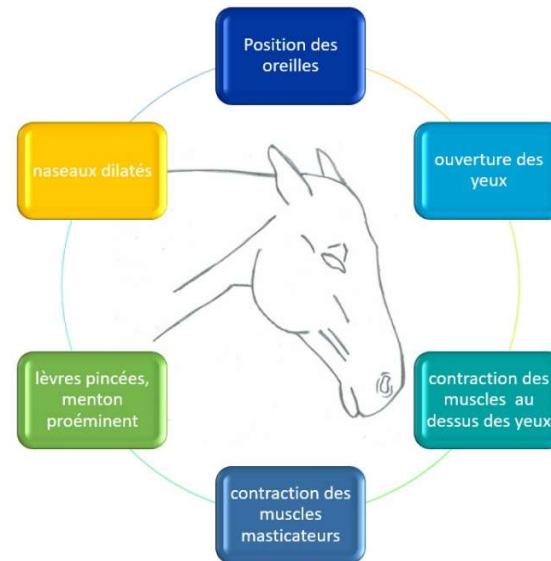 Position des
oreilles
ouverture des
yeux
contraction des
muscles au
dessus des yeux
contraction des
muscles
masticateurs
lèvres pincées,
menton
proéminent
naseaux dilatés